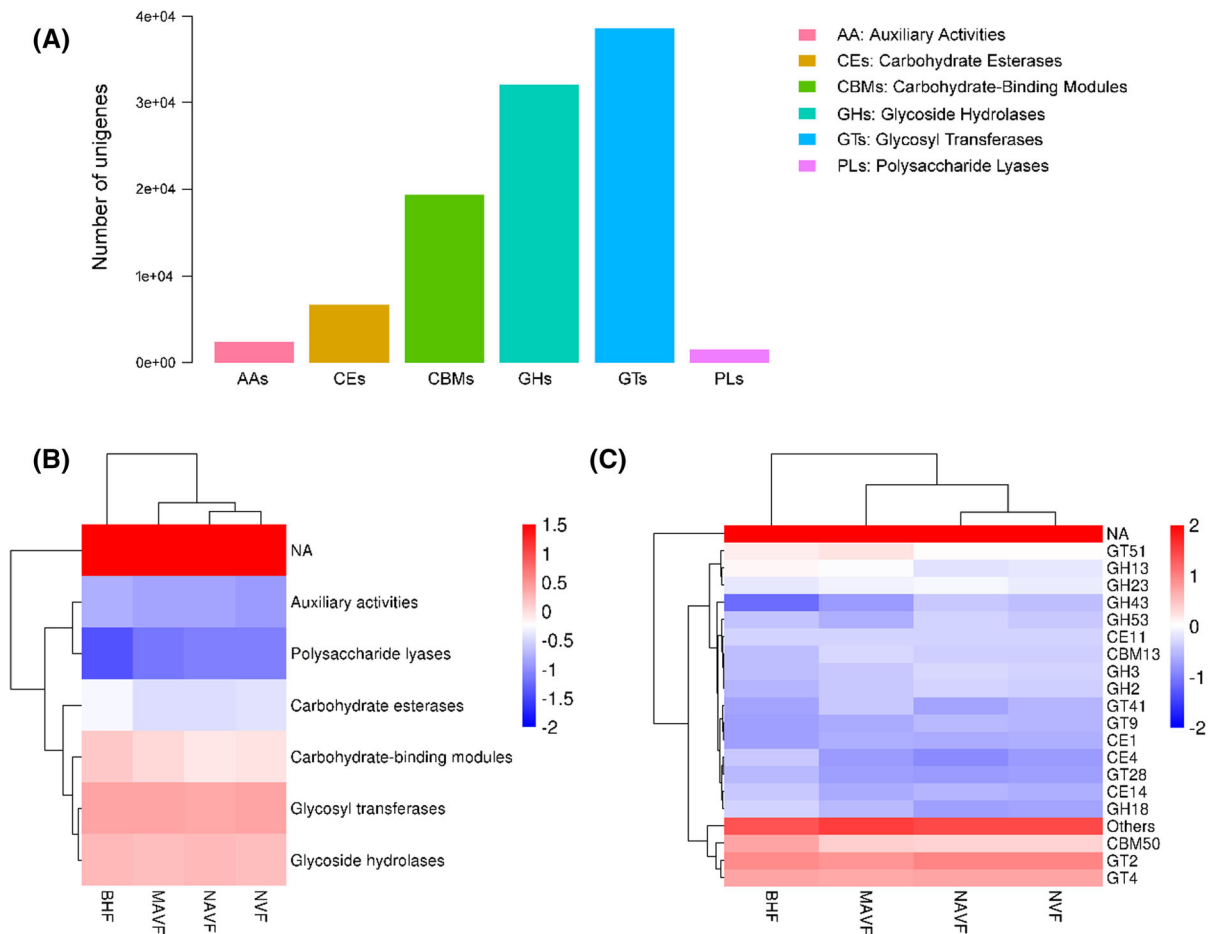 (A)
Number of unigenes
4e+04
3e+04
2e+04
1e+04
0e+00
AAs
CEs
CBMs
GHs
GTs
PLs
AA: Auxiliary Activities
CEs: Carbohydrate Esterases
CBMs: Carbohydrate-Binding Modules
GHs: Glycoside Hydrolases
GTs: Glycosyl Transferases
PLs: Polysaccharide Lyases
(B)
NA
Auxiliary activities
Polysaccharide lyases
Carbohydrate esterases
Carbohydrate-binding modules
Glycosyl transferases
Glycoside hydrolases
BHF
MAVF
NAVF
NVF
1.5
1
0.5
0
-0.5
-1
-1.5
-2
(C)
NA
GT51
GH13
GH23
GH43
GH53
CE11
CBM13
GH3
GH2
GT41
GT9
CE1
CE4
GT28
CE14
GH18
Others
CBM50
GT2
GT4
BHF
MAVF
NAVF
NVF
2
1
0
-1
-2